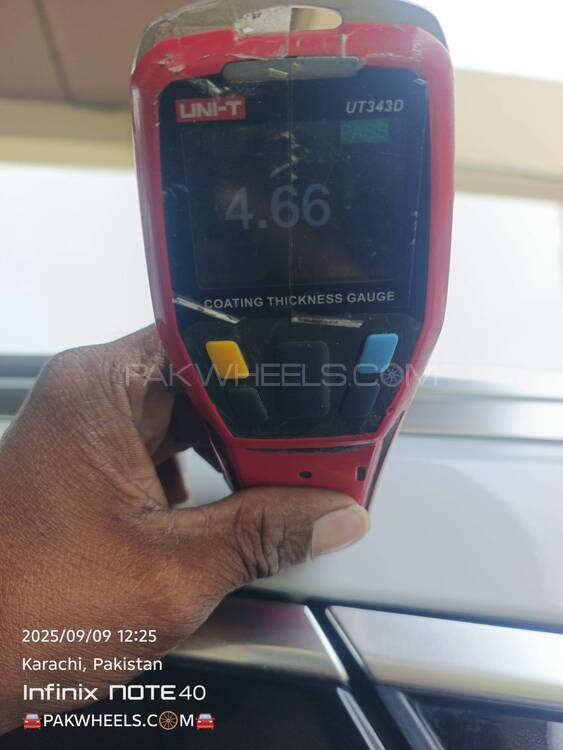 UNI-T UT343D
PASS
4.66
COATING THICKNESS GAUGE
PAKWHEELS.COM
2025/09/09 12:25
Karachi, Pakistan
Infinix NOTE 40
🚘PAKWHEELS.COM🚘